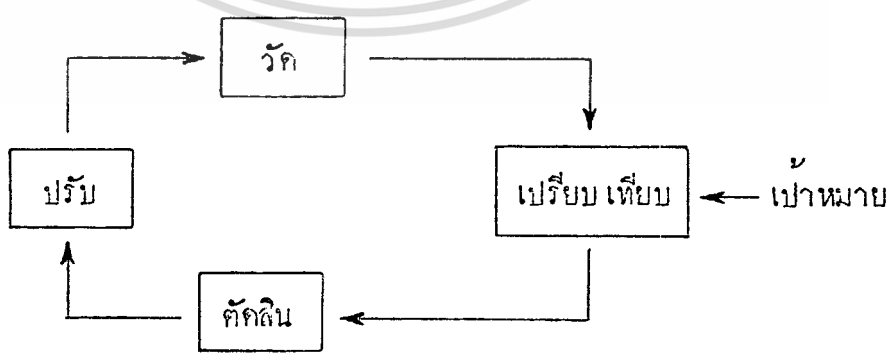 วัด
ปรับ
เปรียบ เทียบ
เป้าหมาย
ตัดสิน